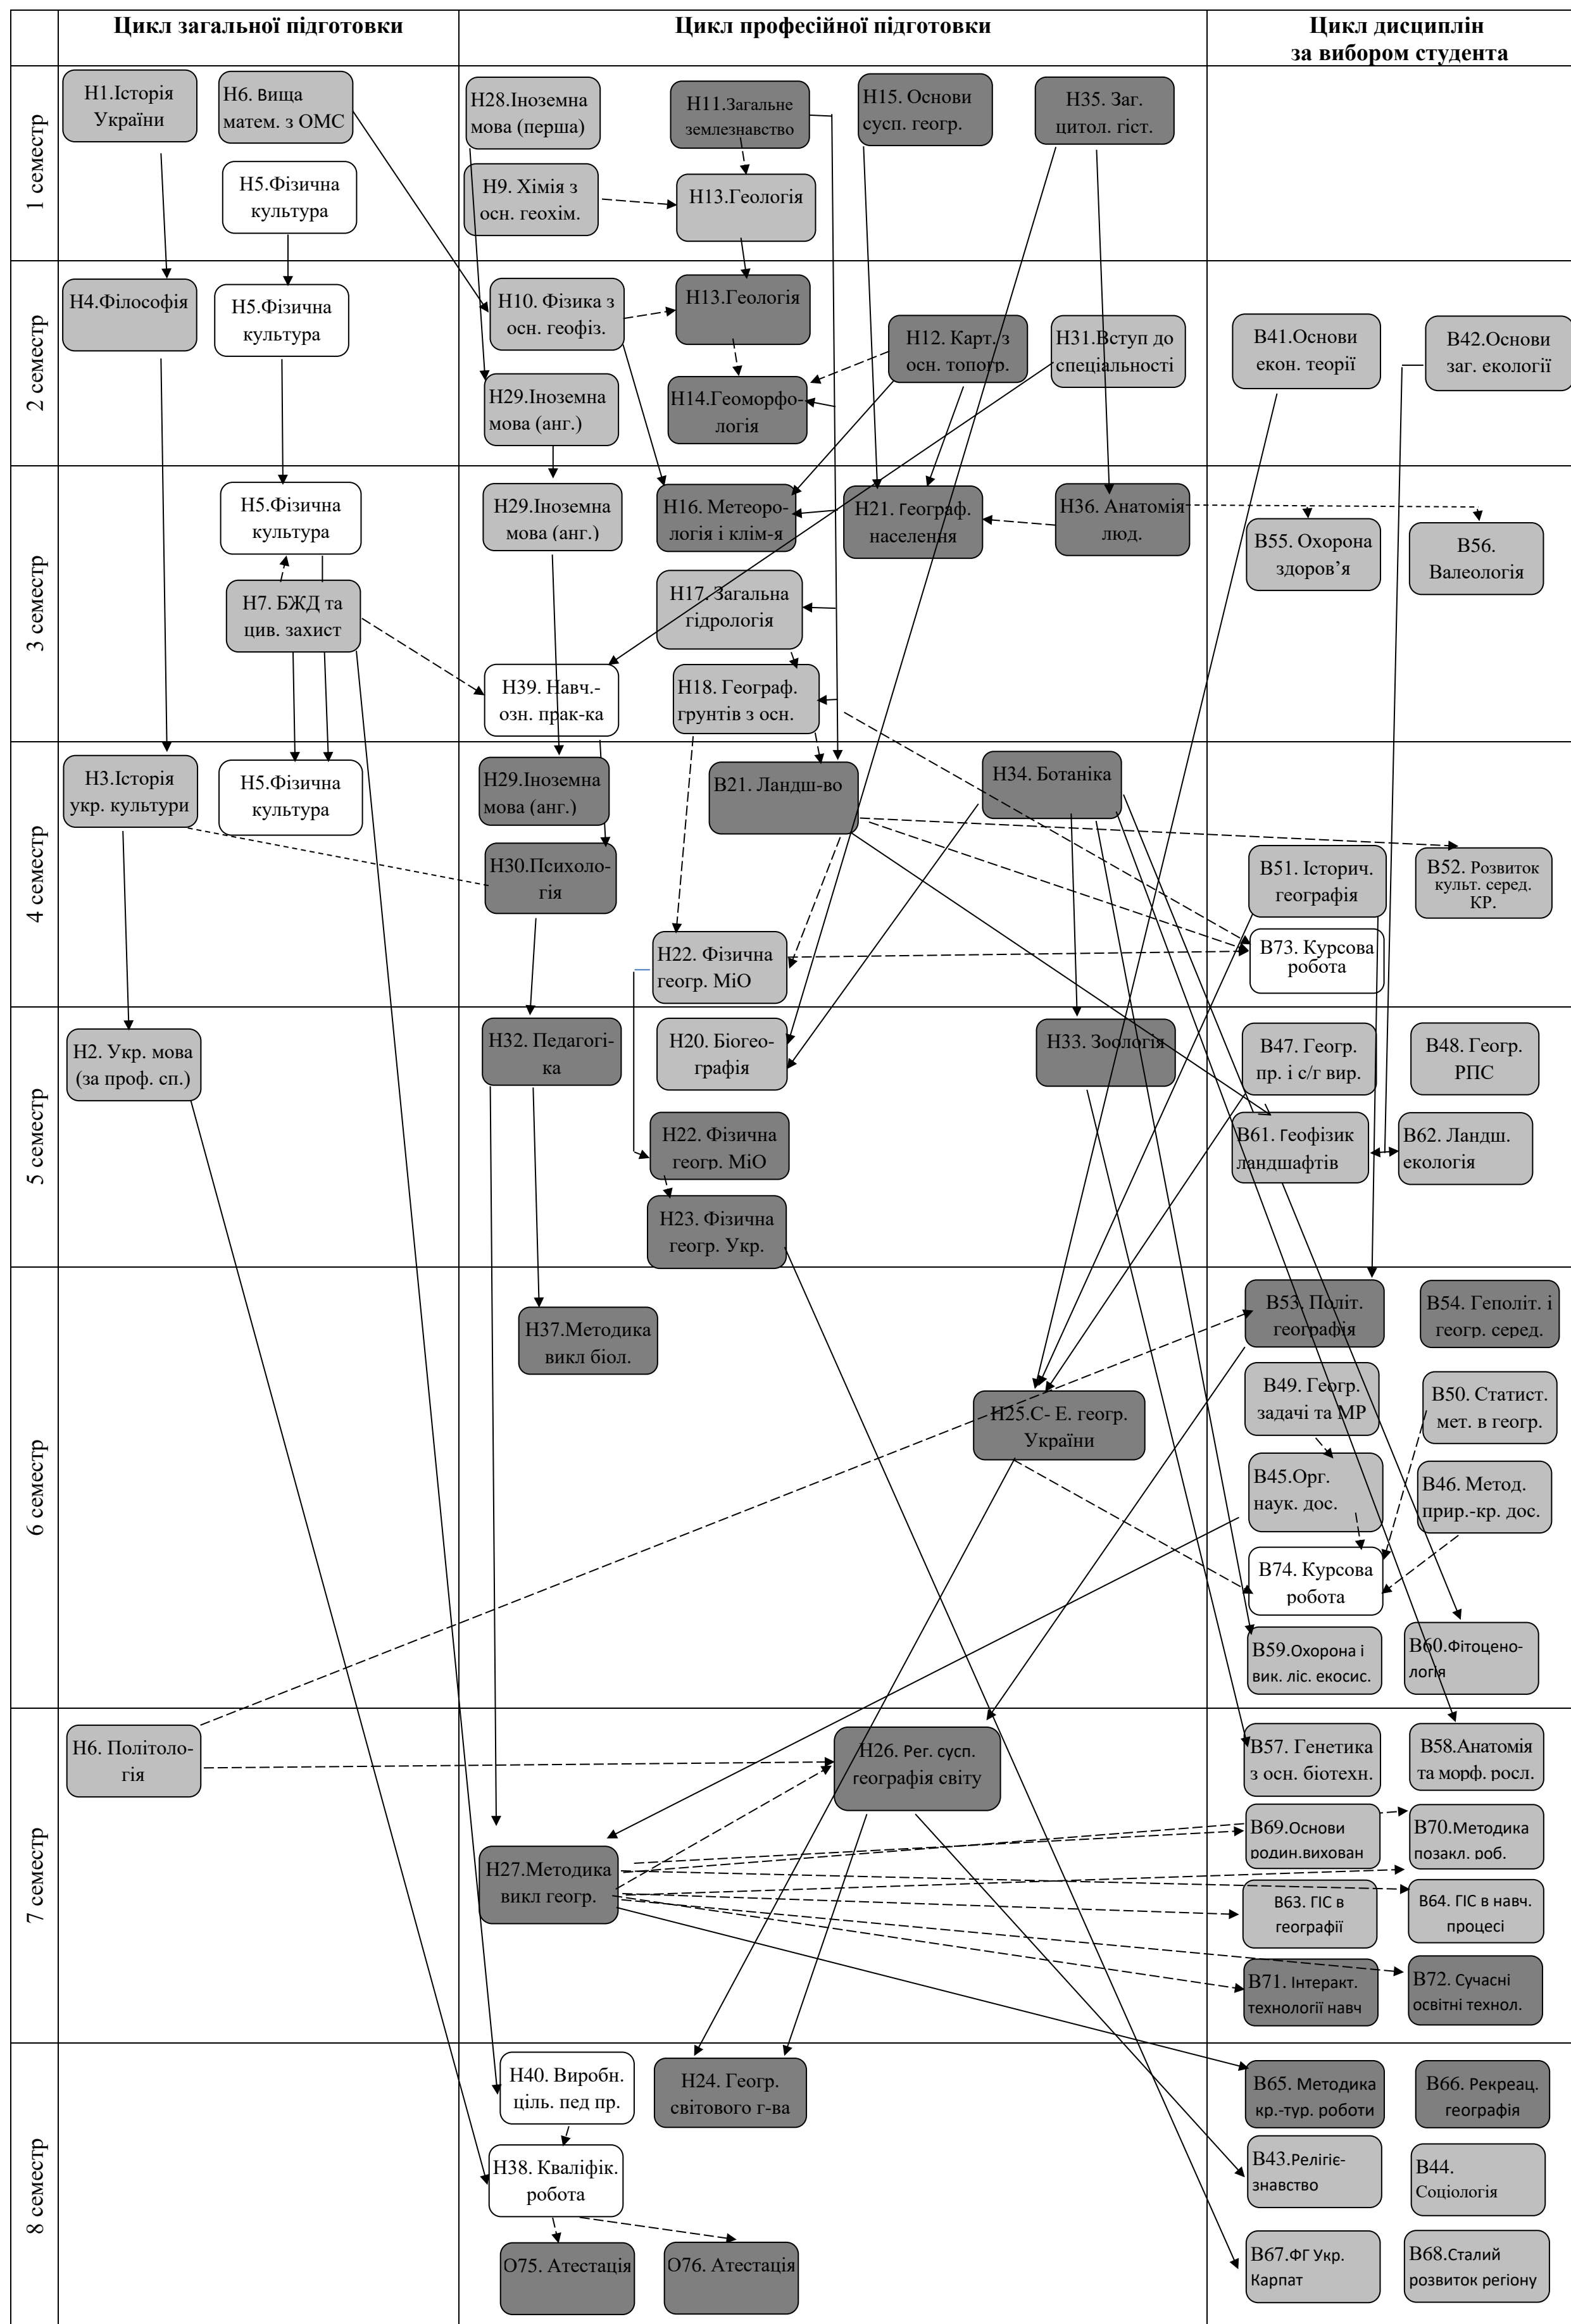 Цикл загальної підготовки
Цикл професійної підготовки
Цикл дисциплін
за вибором студента
1 семестр
Н1.Історія
України
Н6. Вища
матем. з ОМС
Н5.Фізична
культура
Н28.Іноземна
мова (перша)
Н9. Хімія з
осн. геохім.
Н11.Загальне
землезнавство
Н13.Геологія
Н15. Основи
сусп. геогр.
Н35. Заг.
цитол. гіст.
2 семестр
Н4.Філософія
Н5.Фізична
культура
Н10. Фізика з
осн. геофіз.
Н29.Іноземна
мова (анг.)
Н13.Геологія
Н14.Геоморфо-
логія
Н12. Карт. з
осн. топогр.
Н31.Вступ до
спеціальності
В41.Основи
екон. теорії
В42.Основи
заг. екології
3 семестр
Н5.Фізична
культура
Н7. БЖД та
цив. захист
Н29.Іноземна
мова (анг.)
Н39. Навч.-
озн. прак-ка
Н16. Метеоро-
логія і клім-я
Н17. Загальна
гідрологія
Н18. Географ.
ґрунтів з осн.
Н21. Географ.
населення
Н36. Анатомія
люд.
В55. Охорона
здоров’я
В56.
Валеологія
4 семестр
Н3.Історія
укр. культури
Н5.Фізична
культура
Н29.Іноземна
мова (анг.)
Н30.Психоло-
гія
В21. Ландш-во
Н22. Фізична
геогр. МіО
Н34. Ботаніка
В51. Історич.
географія
В52. Розвиток
культ. серед.
КР.
В73. Курсова
робота
5 семестр
Н2. Укр. мова
(за проф. сп.)
Н32. Педагогі-
ка
Н20. Біогео-
графія
Н22. Фізична
геогр. МіО
Н23. Фізична
геогр. Укр.
Н33. Зоологія
В47. Геогр.
пр. і с/г вир.
В48. Геогр.
РПС
В61. Геофізик
ландшафтів
В62. Ландш.
екологія
6 семестр
Н37.Методика
викл біол.
Н25.С- Е. геогр.
України
В53. Політ.
географія
В54. Геполіт. і
геогр. серед.
В49. Геогр.
задачі та МР
В50. Статист.
мет. в геогр.
В45.Орг.
наук. дос.
В46. Метод.
прир.-кр. дос.
В74. Курсова
робота
В59.Охорона і
вик. ліс. екосис.
В60.Фітоцено-
логія
7 семестр
Н6. Політоло-
гія
Н27.Методика
викл геогр.
Н26. Рег. сусп.
географія світу
В57. Генетика
з осн. біотехн.
В58.Анатомія
та морф. росл.
В69.Основи
родин.вихован
В70.Методика
позакл. роб.
В63. ГІС в
географії
В64. ГІС в навч.
процесі
В71. Інтеракт.
технології навч
В72. Сучасні
освітні технол.
8 семестр
Н40. Виробн.
ціль. пед пр.
Н38. Кваліфік.
робота
О75. Атестація
Н24. Геогр.
світового г-ва
О76. Атестація
В65. Методика
кр.-тур. роботи
В66. Рекреац.
географія
В43.Релігіє-
знавство
В44.
Соціологія
В67.ФГ Укр.
Карпат
В68.Сталий
розвиток регіону